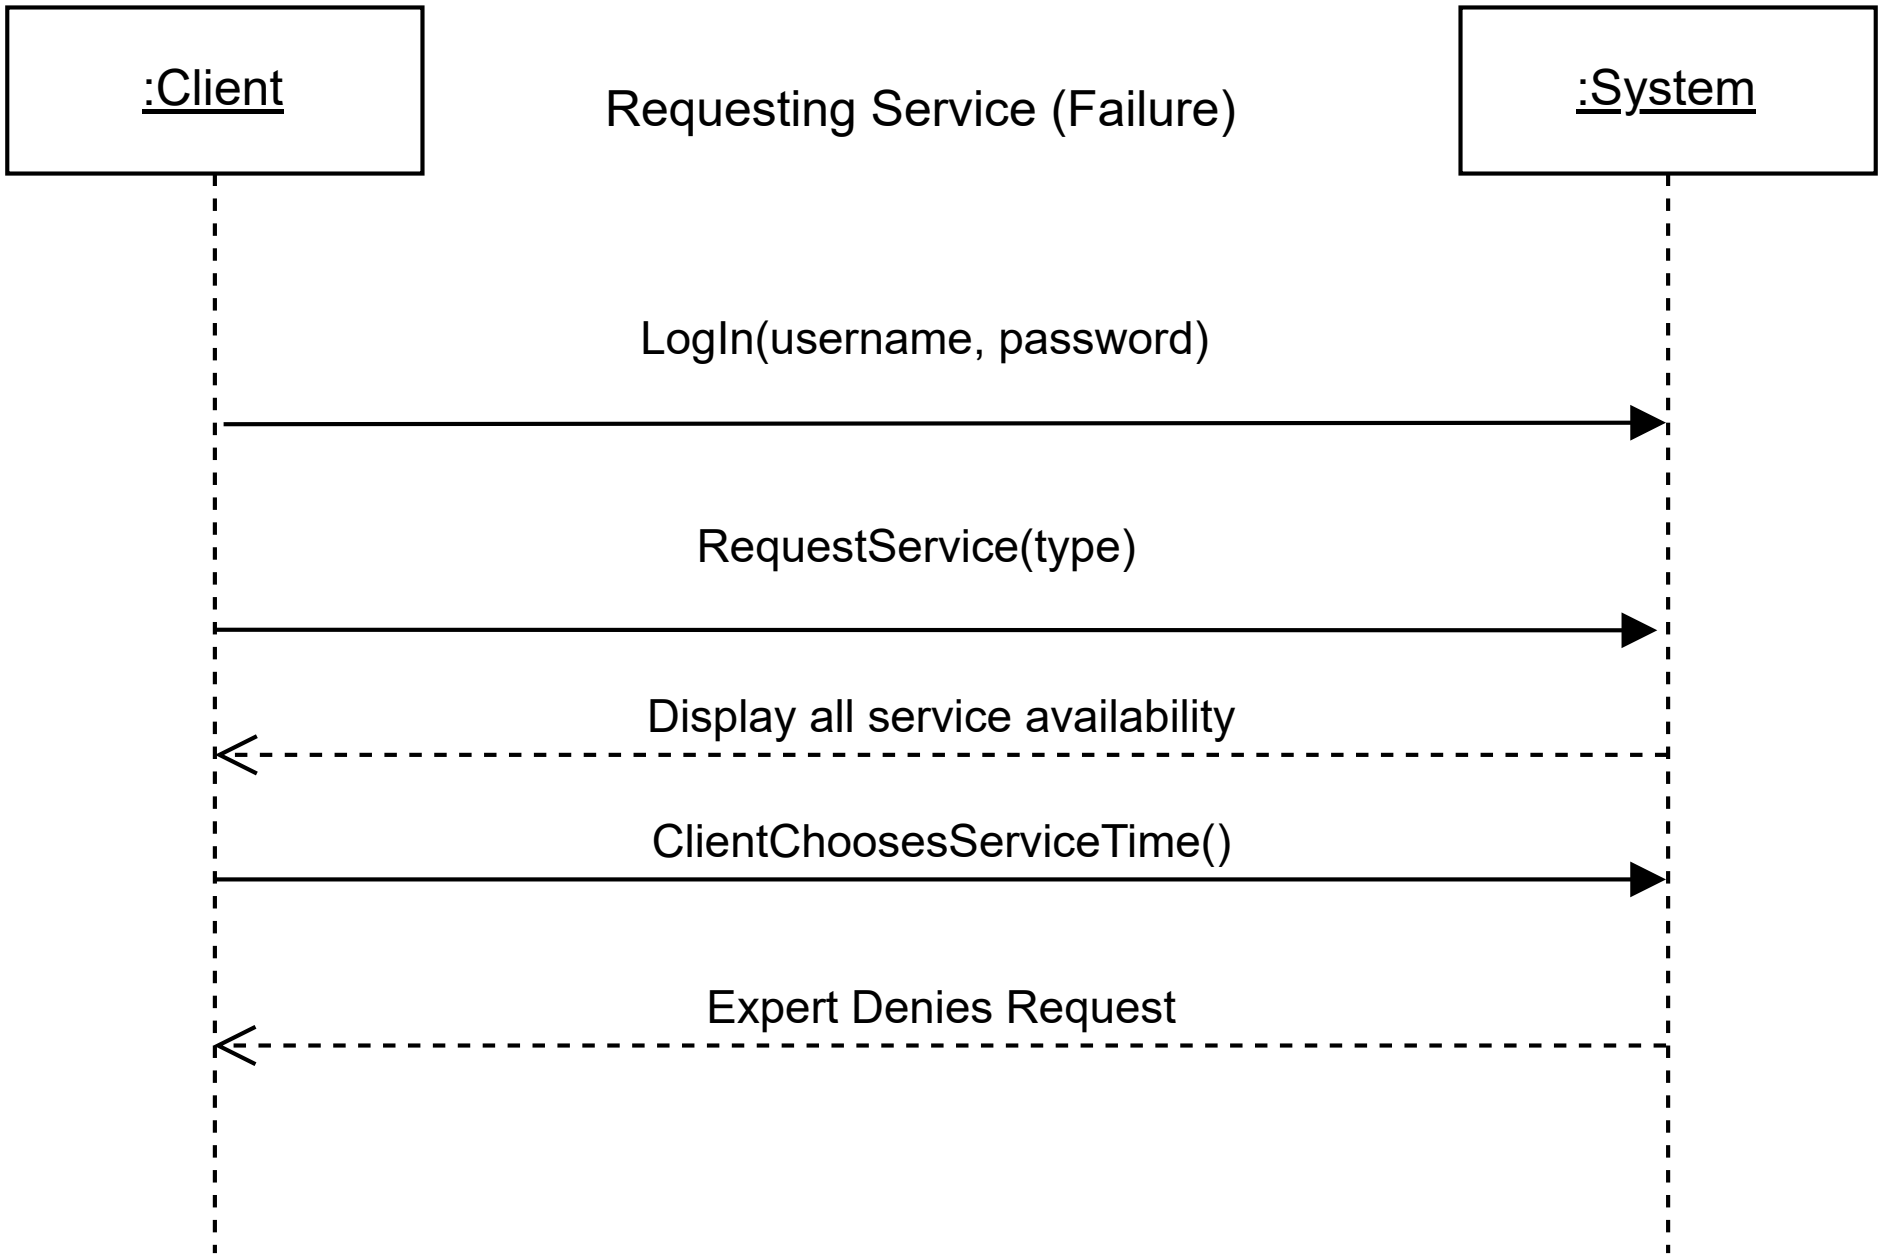 :Client
Requesting Service (Failure)
:System
LogIn(username, password)
RequestService(type)
Display all service availability
ClientChoosesServiceTime()
Expert Denies Request